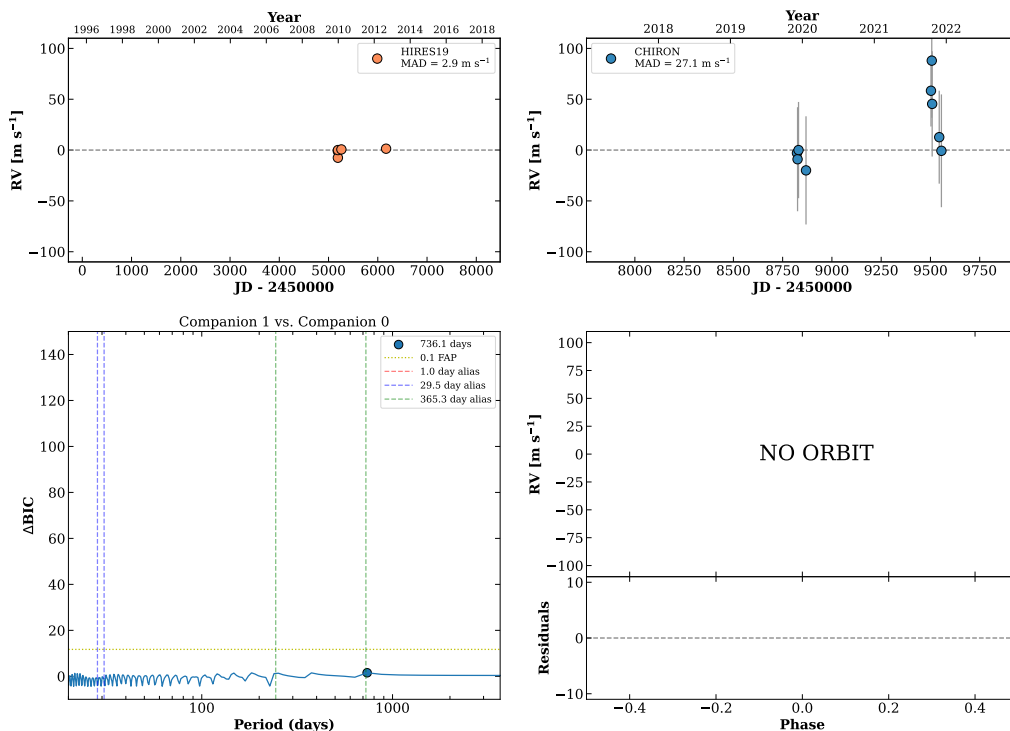 Year
1996 1998 2000 2002 2004 2006 2008 2010 2012 2014 2016 2018
RV [m s⁻¹]
100
50
0
−50
−100
HIRES19
MAD = 2.9 m s⁻¹
0 1000 2000 3000 4000 5000 6000 7000 8000
JD - 2450000
Year
2018 2019 2020 2021 2022
RV [m s⁻¹]
100
50
0
−50
−100
CHIRON
MAD = 27.1 m s⁻¹
8000 8250 8500 8750 9000 9250 9500 9750
JD - 2450000
Companion 1 vs. Companion 0
ΔBIC
140
120
100
80
60
40
20
0
736.1 days
0.1 FAP
1.0 day alias
29.5 day alias
365.3 day alias
100 1000
Period (days)
RV [m s⁻¹]
100
75
50
25
0
−25
−50
−75
−100
NO ORBIT
Residuals
10
0
−10
−0.4 −0.2 0.0 0.2 0.4
Phase